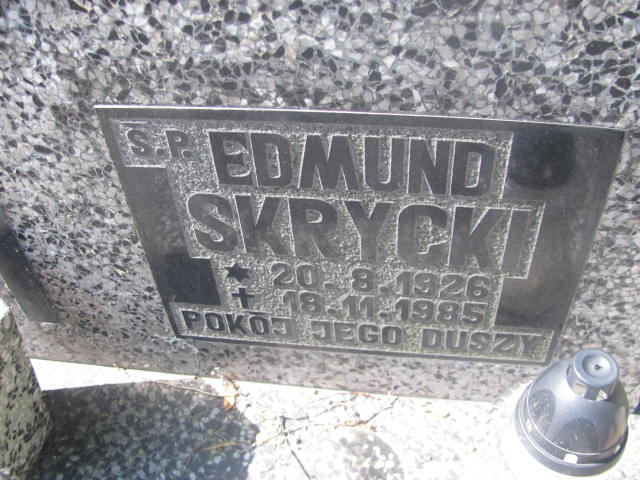 Ś.P. EDMUND
SKRYCKI
★ 20.8.1926
✝ 18.11.1985
POKÓJ JEGO DUSZY